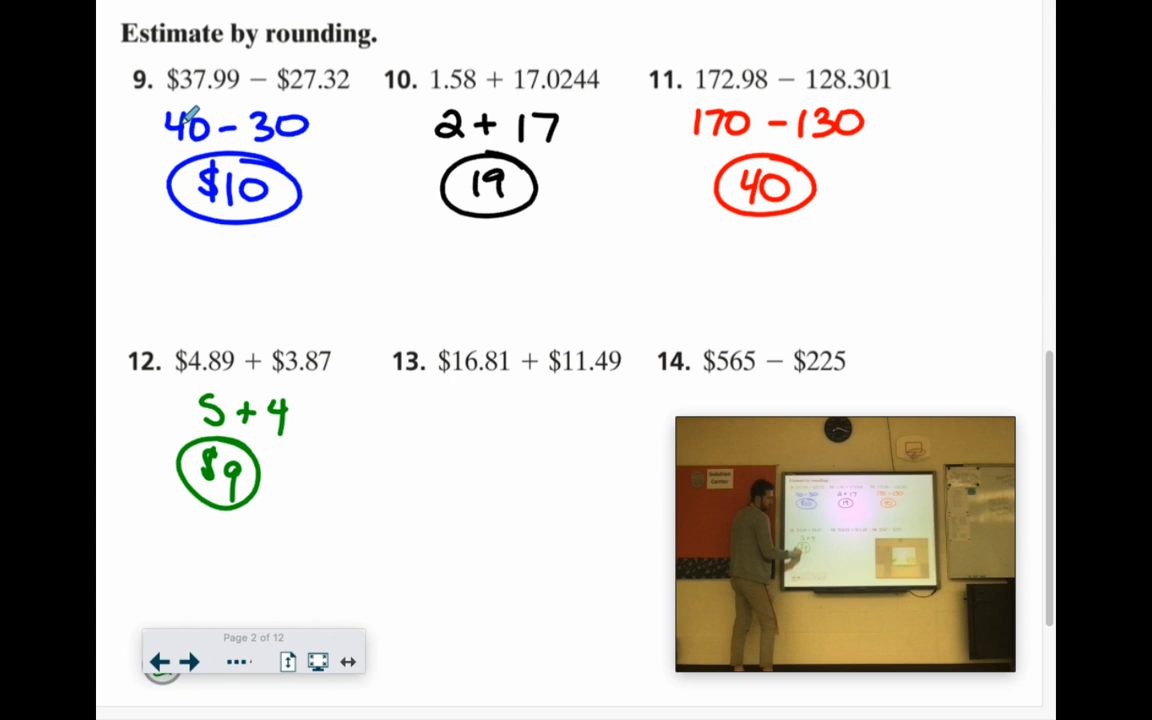 Estimate by rounding.
9. $37.99 − $27.32 10. 1.58 + 17.0244 11. 172.98 − 128.301
40 - 30 2 + 17 170 - 130
$10 19 40
12. $4.89 + $3.87 13. $16.81 + $11.49 14. $565 − $225
5 + 4
$9
Solution
Center
Page 2 of 12